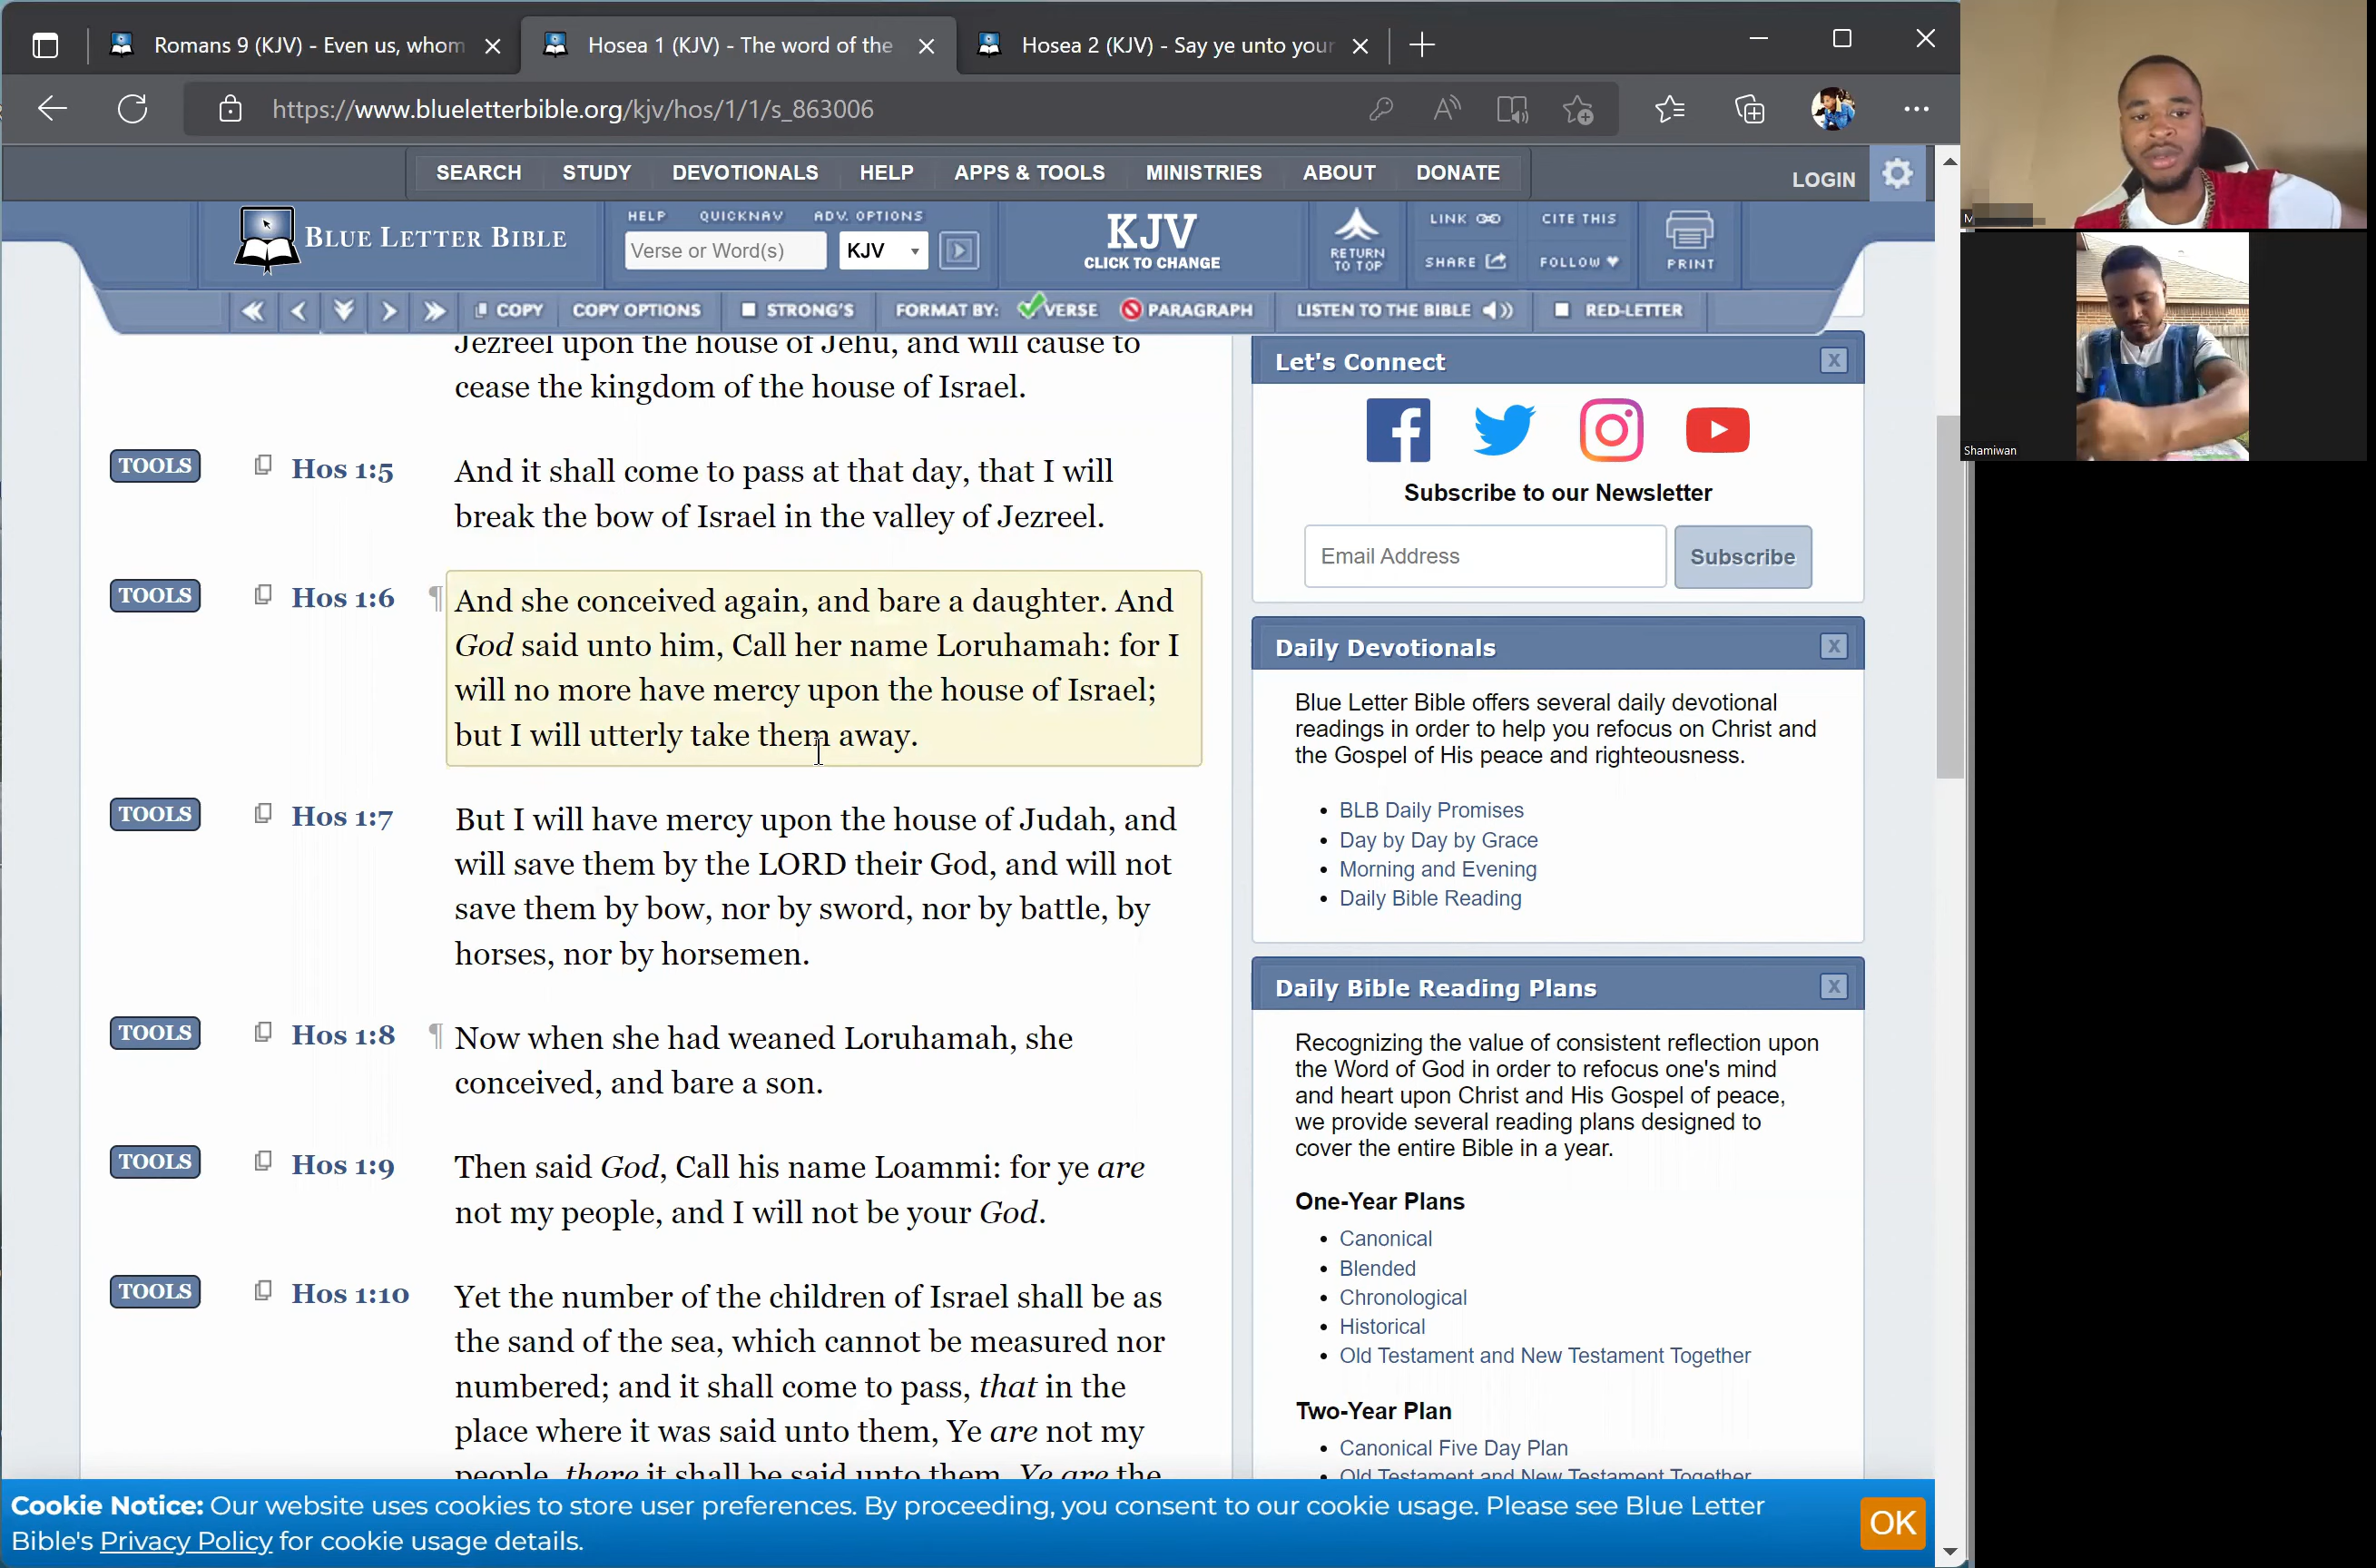 Romans 9 (KJV) - Even us, whom
Hosea 1 (KJV) - The word of the
Hosea 2 (KJV) - Say ye unto your
https://www.blueletterbible.org/kjv/hos/1/1/s_863006
SEARCH STUDY DEVOTIONALS HELP APPS & TOOLS MINISTRIES ABOUT DONATE
LOGIN
BLUE LETTER BIBLE
HELP QUICKNAV ADV. OPTIONS
Verse or Word(s)
KJV
KJV
CLICK TO CHANGE
RETURN
TO TOP
LINK
CITE THIS
SHARE
FOLLOW
PRINT
COPY COPY OPTIONS STRONG'S FORMAT BY: VERSE PARAGRAPH LISTEN TO THE BIBLE RED-LETTER
Jezreel upon the house of Jehu, and will cause to
cease the kingdom of the house of Israel.
TOOLS Hos 1:5 And it shall come to pass at that day, that I will
break the bow of Israel in the valley of Jezreel.
TOOLS Hos 1:6 ¶ And she conceived again, and bare a daughter. And
God said unto him, Call her name Loruhamah: for I
will no more have mercy upon the house of Israel;
but I will utterly take them away.
TOOLS Hos 1:7 But I will have mercy upon the house of Judah, and
will save them by the LORD their God, and will not
save them by bow, nor by sword, nor by battle, by
horses, nor by horsemen.
TOOLS Hos 1:8 ¶ Now when she had weaned Loruhamah, she
conceived, and bare a son.
TOOLS Hos 1:9 Then said God, Call his name Loammi: for ye are
not my people, and I will not be your God.
TOOLS Hos 1:10 Yet the number of the children of Israel shall be as
the sand of the sea, which cannot be measured nor
numbered; and it shall come to pass, that in the
place where it was said unto them, Ye are not my
people, there it shall be said unto them, Ye are the
Let's Connect
X
Subscribe to our Newsletter
Email Address
Subscribe
Daily Devotionals
X
Blue Letter Bible offers several daily devotional
readings in order to help you refocus on Christ and
the Gospel of His peace and righteousness.
• BLB Daily Promises
• Day by Day by Grace
• Morning and Evening
• Daily Bible Reading
Daily Bible Reading Plans
X
Recognizing the value of consistent reflection upon
the Word of God in order to refocus one's mind
and heart upon Christ and His Gospel of peace,
we provide several reading plans designed to
cover the entire Bible in a year.
One-Year Plans
• Canonical
• Blended
• Chronological
• Historical
• Old Testament and New Testament Together
Two-Year Plan
• Canonical Five Day Plan
• Old Testament and New Testament Together
Cookie Notice: Our website uses cookies to store user preferences. By proceeding, you consent to our cookie usage. Please see Blue Letter
Bible's Privacy Policy for cookie usage details.
OK
Shamiwan